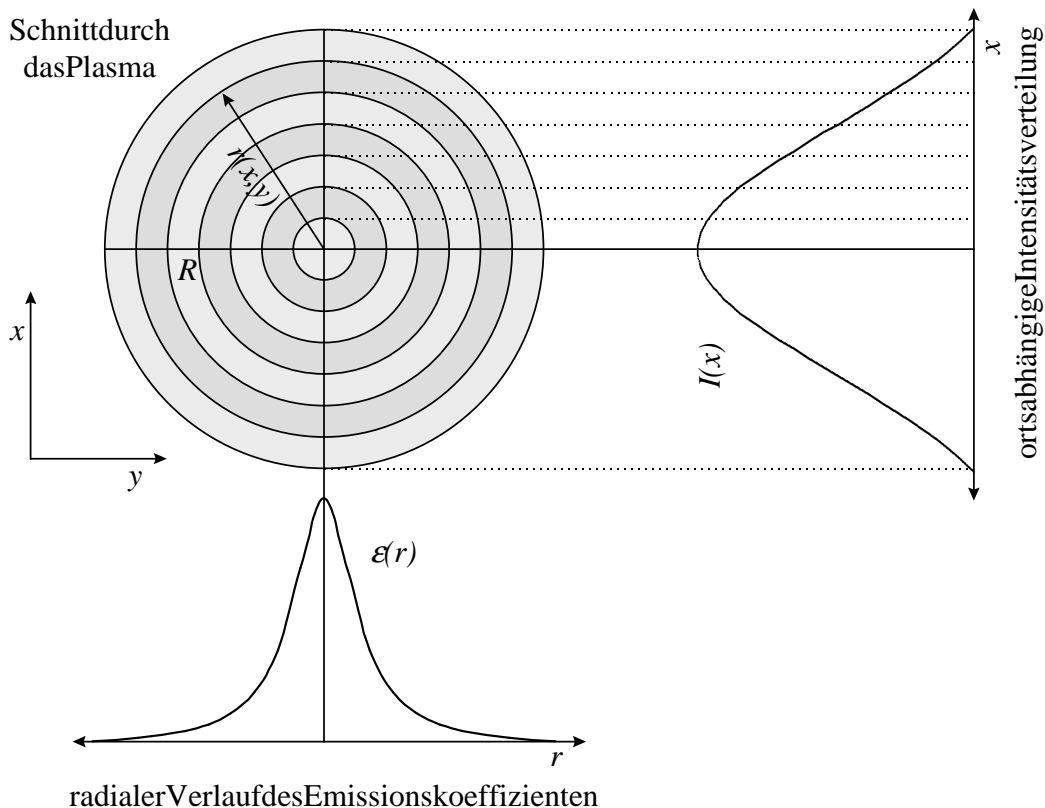 Schnittdurch
dasPlasma
x
ortsabhängigeIntensitätsverteilung
r(x,y)
R
x
y
I(x)
ε(r)
r
radialerVerlaufdesEmissionskoeffizienten